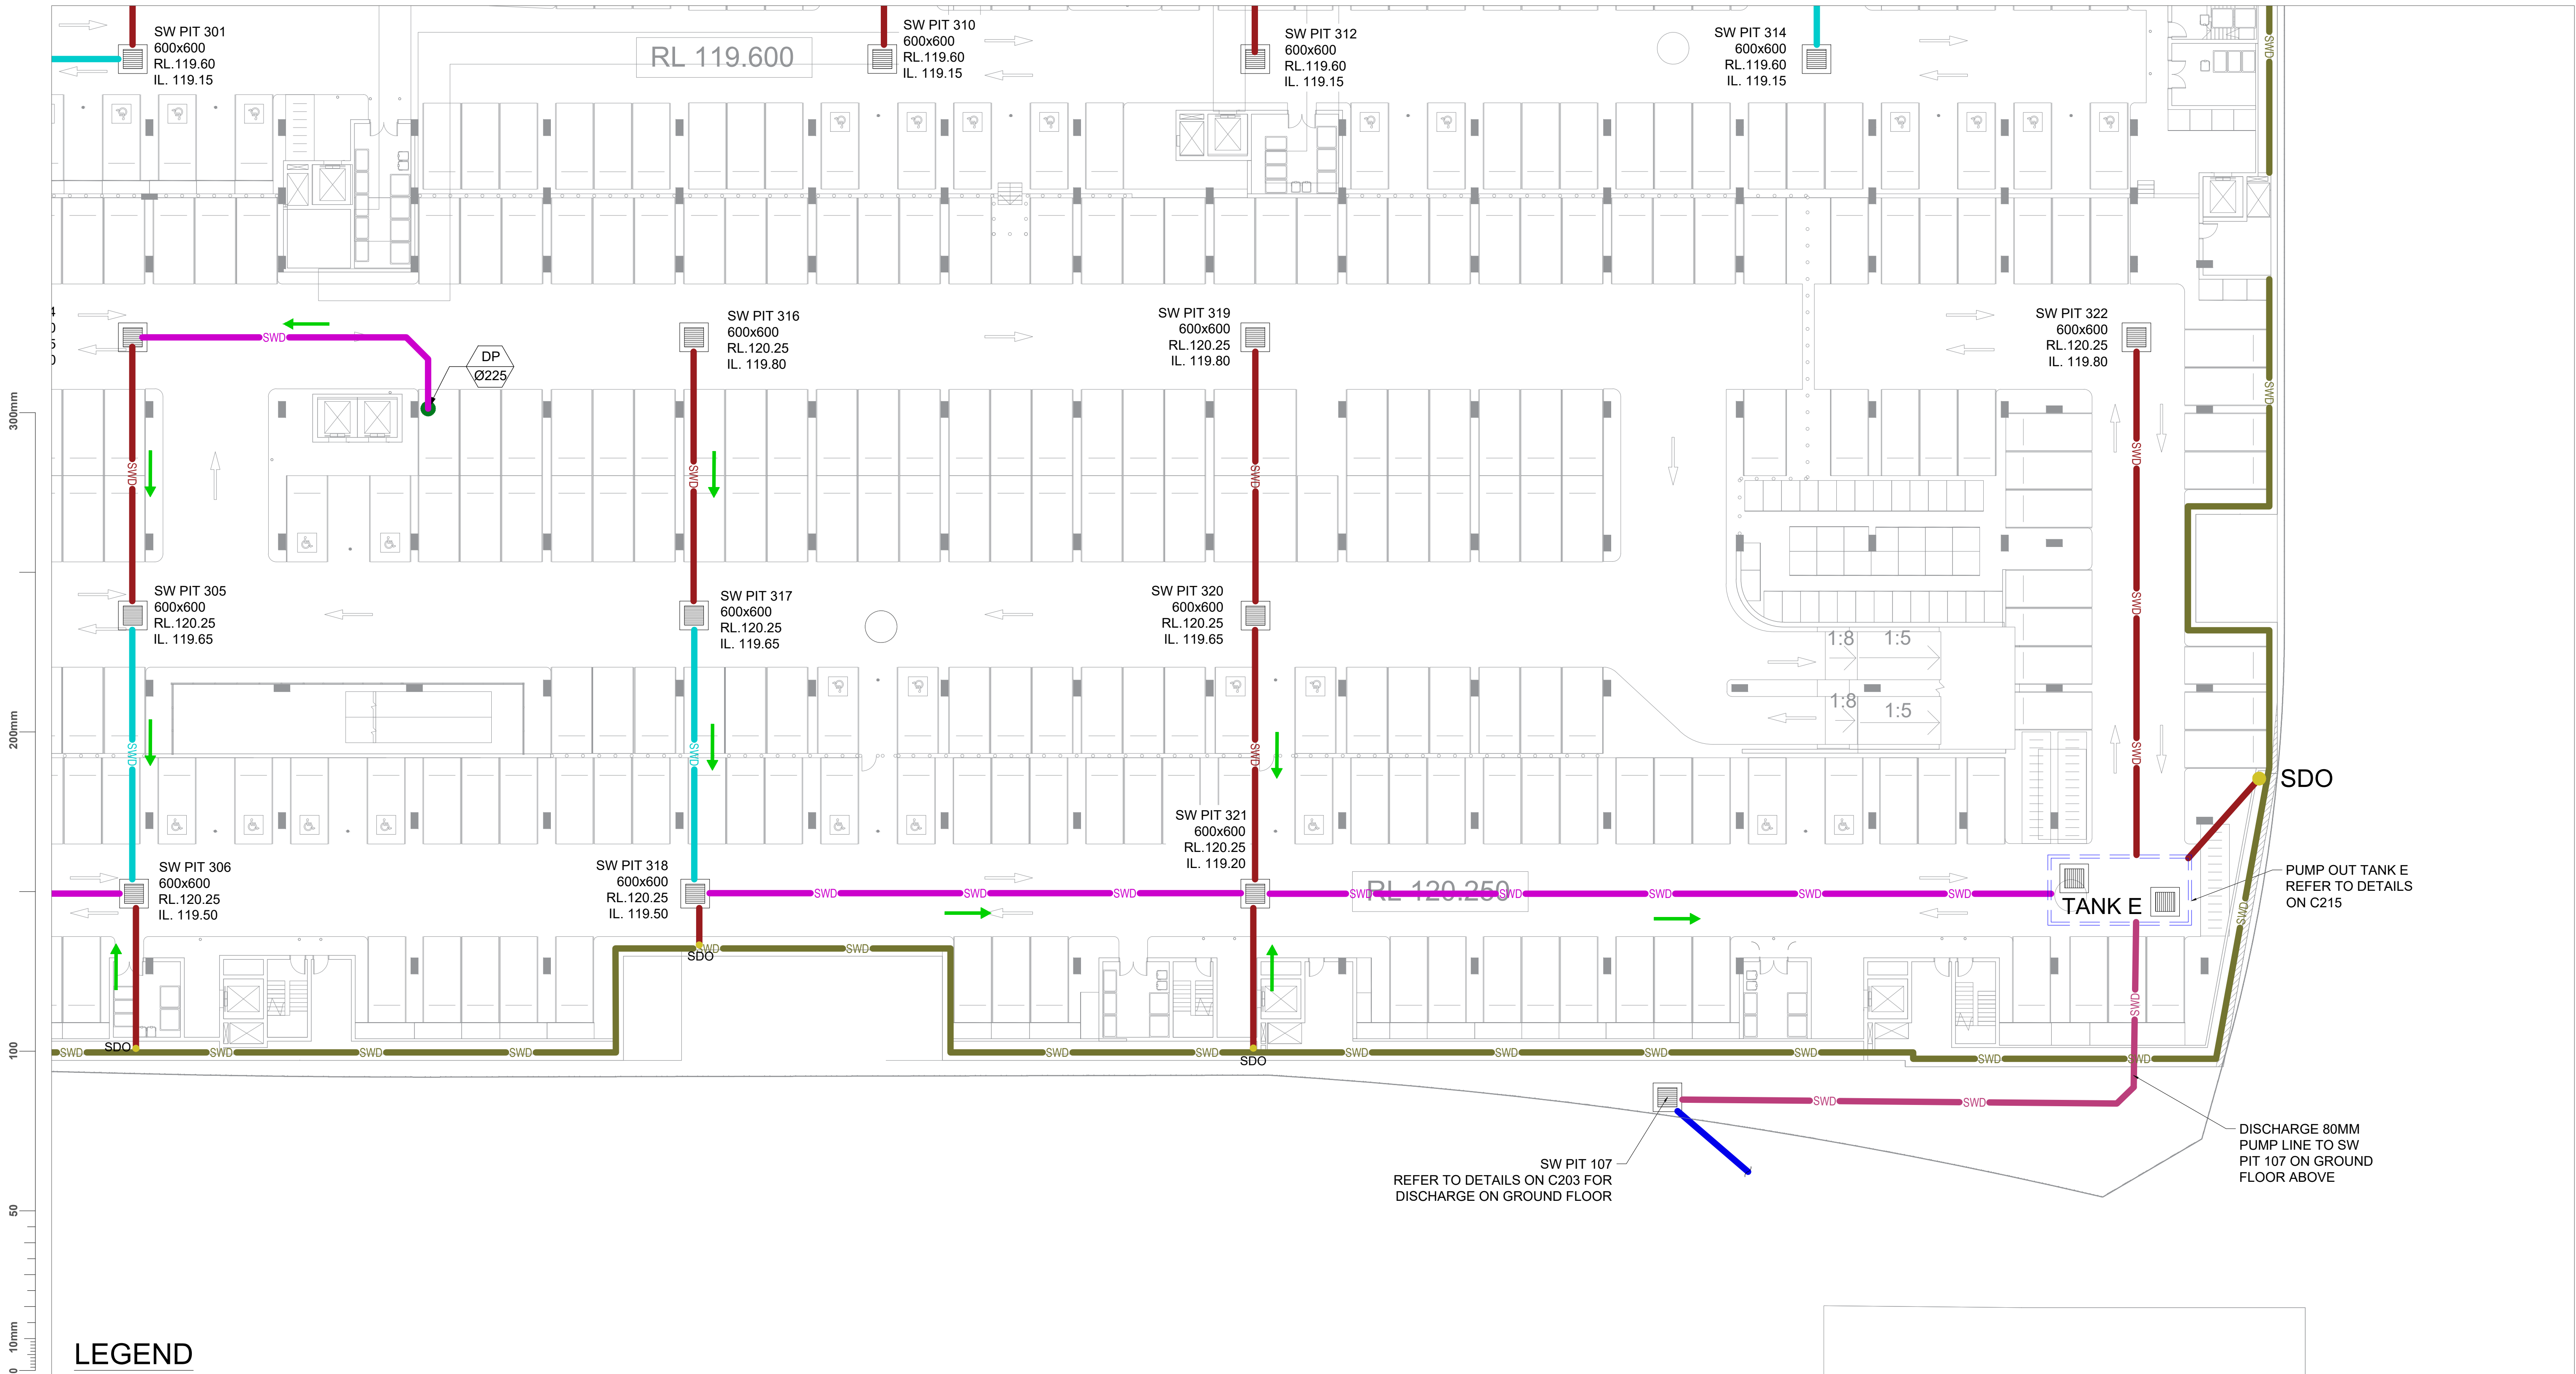 SW PIT 301
600x600
RL.119.60
IL. 119.15
RL 119.600
SW PIT 310
600x600
RL.119.60
IL. 119.15
SW PIT 312
600x600
RL.119.60
IL. 119.15
SW PIT 314
600x600
RL.119.60
IL. 119.15
SWD
SW PIT 316
600x600
RL.120.25
IL. 119.80
SW PIT 319
600x600
RL.120.25
IL. 119.80
SW PIT 322
600x600
RL.120.25
IL. 119.80
4
0
5
0
SWD
DP
Ø225
SWD
300mm
SWD
SWD
SWD
SWD
SW PIT 305
600x600
RL.120.25
IL. 119.65
SW PIT 317
600x600
RL.120.25
IL. 119.65
SW PIT 320
600x600
RL.120.25
IL. 119.65
SWD
1:8
1:5
1:8
1:5
200mm
SWD
SWD
SWD
SWD
SDO
SW PIT 306
600x600
RL.120.25
IL. 119.50
SW PIT 318
600x600
RL.120.25
IL. 119.50
SW PIT 321
600x600
RL.120.25
IL. 119.20
SWD
SWD
SWD
SWD
RL 120.250
SWD
SWD
SWD
SWD
TANK E
PUMP OUT TANK E
REFER TO DETAILS
ON C215
SWD
SWD
SWD
SDO
SWD
100
SWD
SDO
SWD
SWD
SWD
SWD
SWD
SDO
SWD
SWD
SWD
SWD
SWD
SWD
SWD
SWD
DISCHARGE 80MM
PUMP LINE TO SW
PIT 107 ON GROUND
FLOOR ABOVE
SW PIT 107
REFER TO DETAILS ON C203 FOR
DISCHARGE ON GROUND FLOOR
50
10mm
0
LEGEND